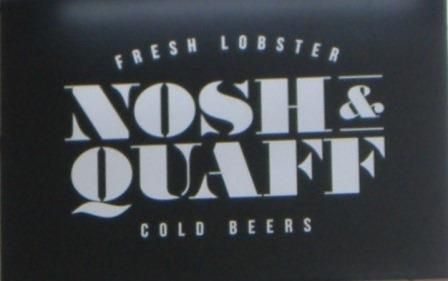 FRESH LOBSTER
NOSH &
QUAFF
COLD BEERS